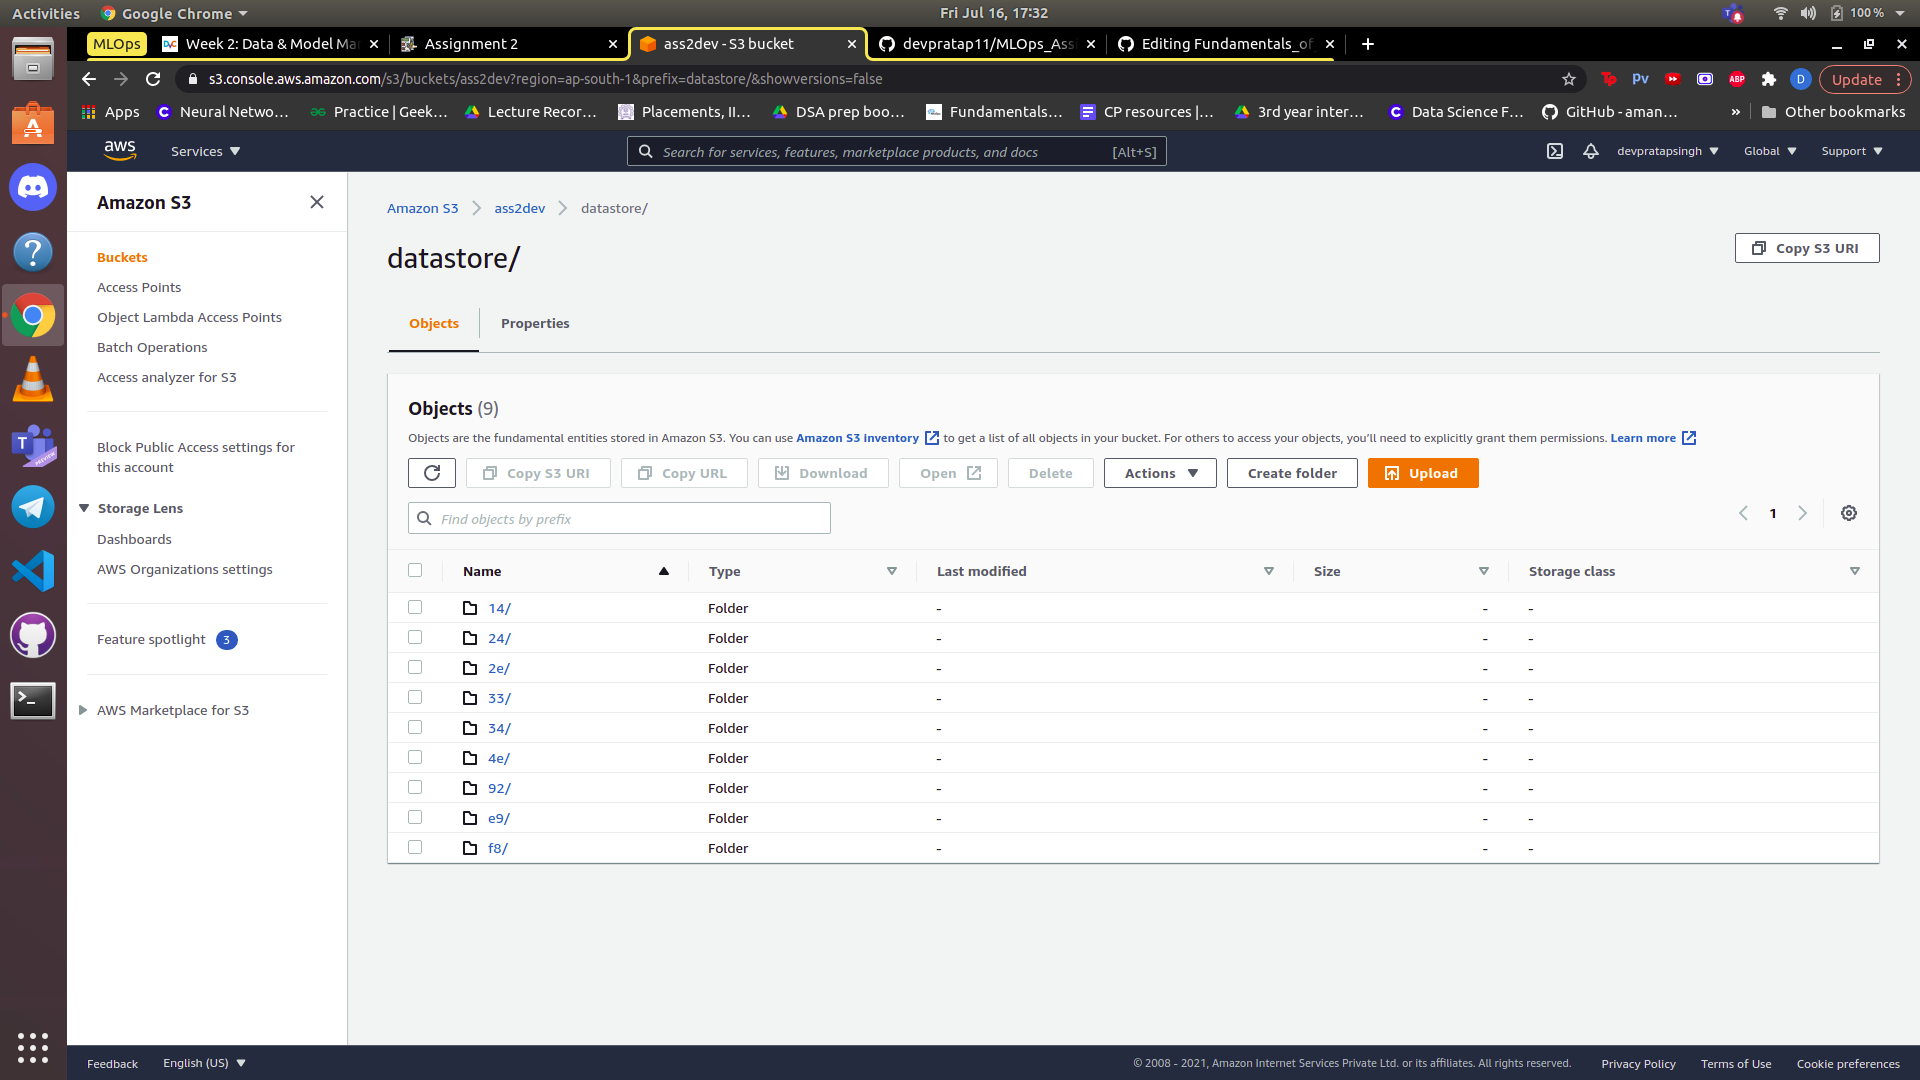 Activities
Google Chrome
Fri Jul 16, 17:32
100%
MLOps
Week 2: Data & Model Ma
Assignment 2
ass2dev - S3 bucket
devpratap11/MLOps_Ass
Editing Fundamentals_of
s3.console.aws.amazon.com/s3/buckets/ass2dev?region=ap-south-1&prefix=datastore/&showversions=false
Tp
Pv
ABP
D
Update
Apps
Neural Netwo...
Practice | Geek...
Lecture Recor...
Placements, II...
DSA prep boo...
Fundamentals...
CP resources |...
3rd year inter...
Data Science F...
GitHub - aman...
»
Other bookmarks
aws
Services
Search for services, features, marketplace products, and docs
[Alt+S]
devpratapsingh
Global
Support
Amazon S3
Buckets
Access Points
Object Lambda Access Points
Batch Operations
Access analyzer for S3
Block Public Access settings for
this account
Storage Lens
Dashboards
AWS Organizations settings
Feature spotlight 3
AWS Marketplace for S3
Amazon S3
ass2dev
datastore/
datastore/
Copy S3 URI
Objects
Properties
Objects (9)
Objects are the fundamental entities stored in Amazon S3. You can use Amazon S3 inventory to get a list of all objects in your bucket. For others to access your objects, you'll need to explicitly grant them permissions. Learn more
Copy S3 URI
Copy URL
Download
Open
Delete
Actions
Create folder
Upload
Find objects by prefix
1
Name Type Last modified Size Storage class
14/ Folder - - -
24/ Folder - - -
2e/ Folder - - -
33/ Folder - - -
34/ Folder - - -
4e/ Folder - - -
92/ Folder - - -
e9/ Folder - - -
f8/ Folder - - -
Feedback
English (US)
© 2008 - 2021, Amazon Internet Services Private Ltd. or its affiliates. All rights reserved.
Privacy Policy
Terms of Use
Cookie preferences